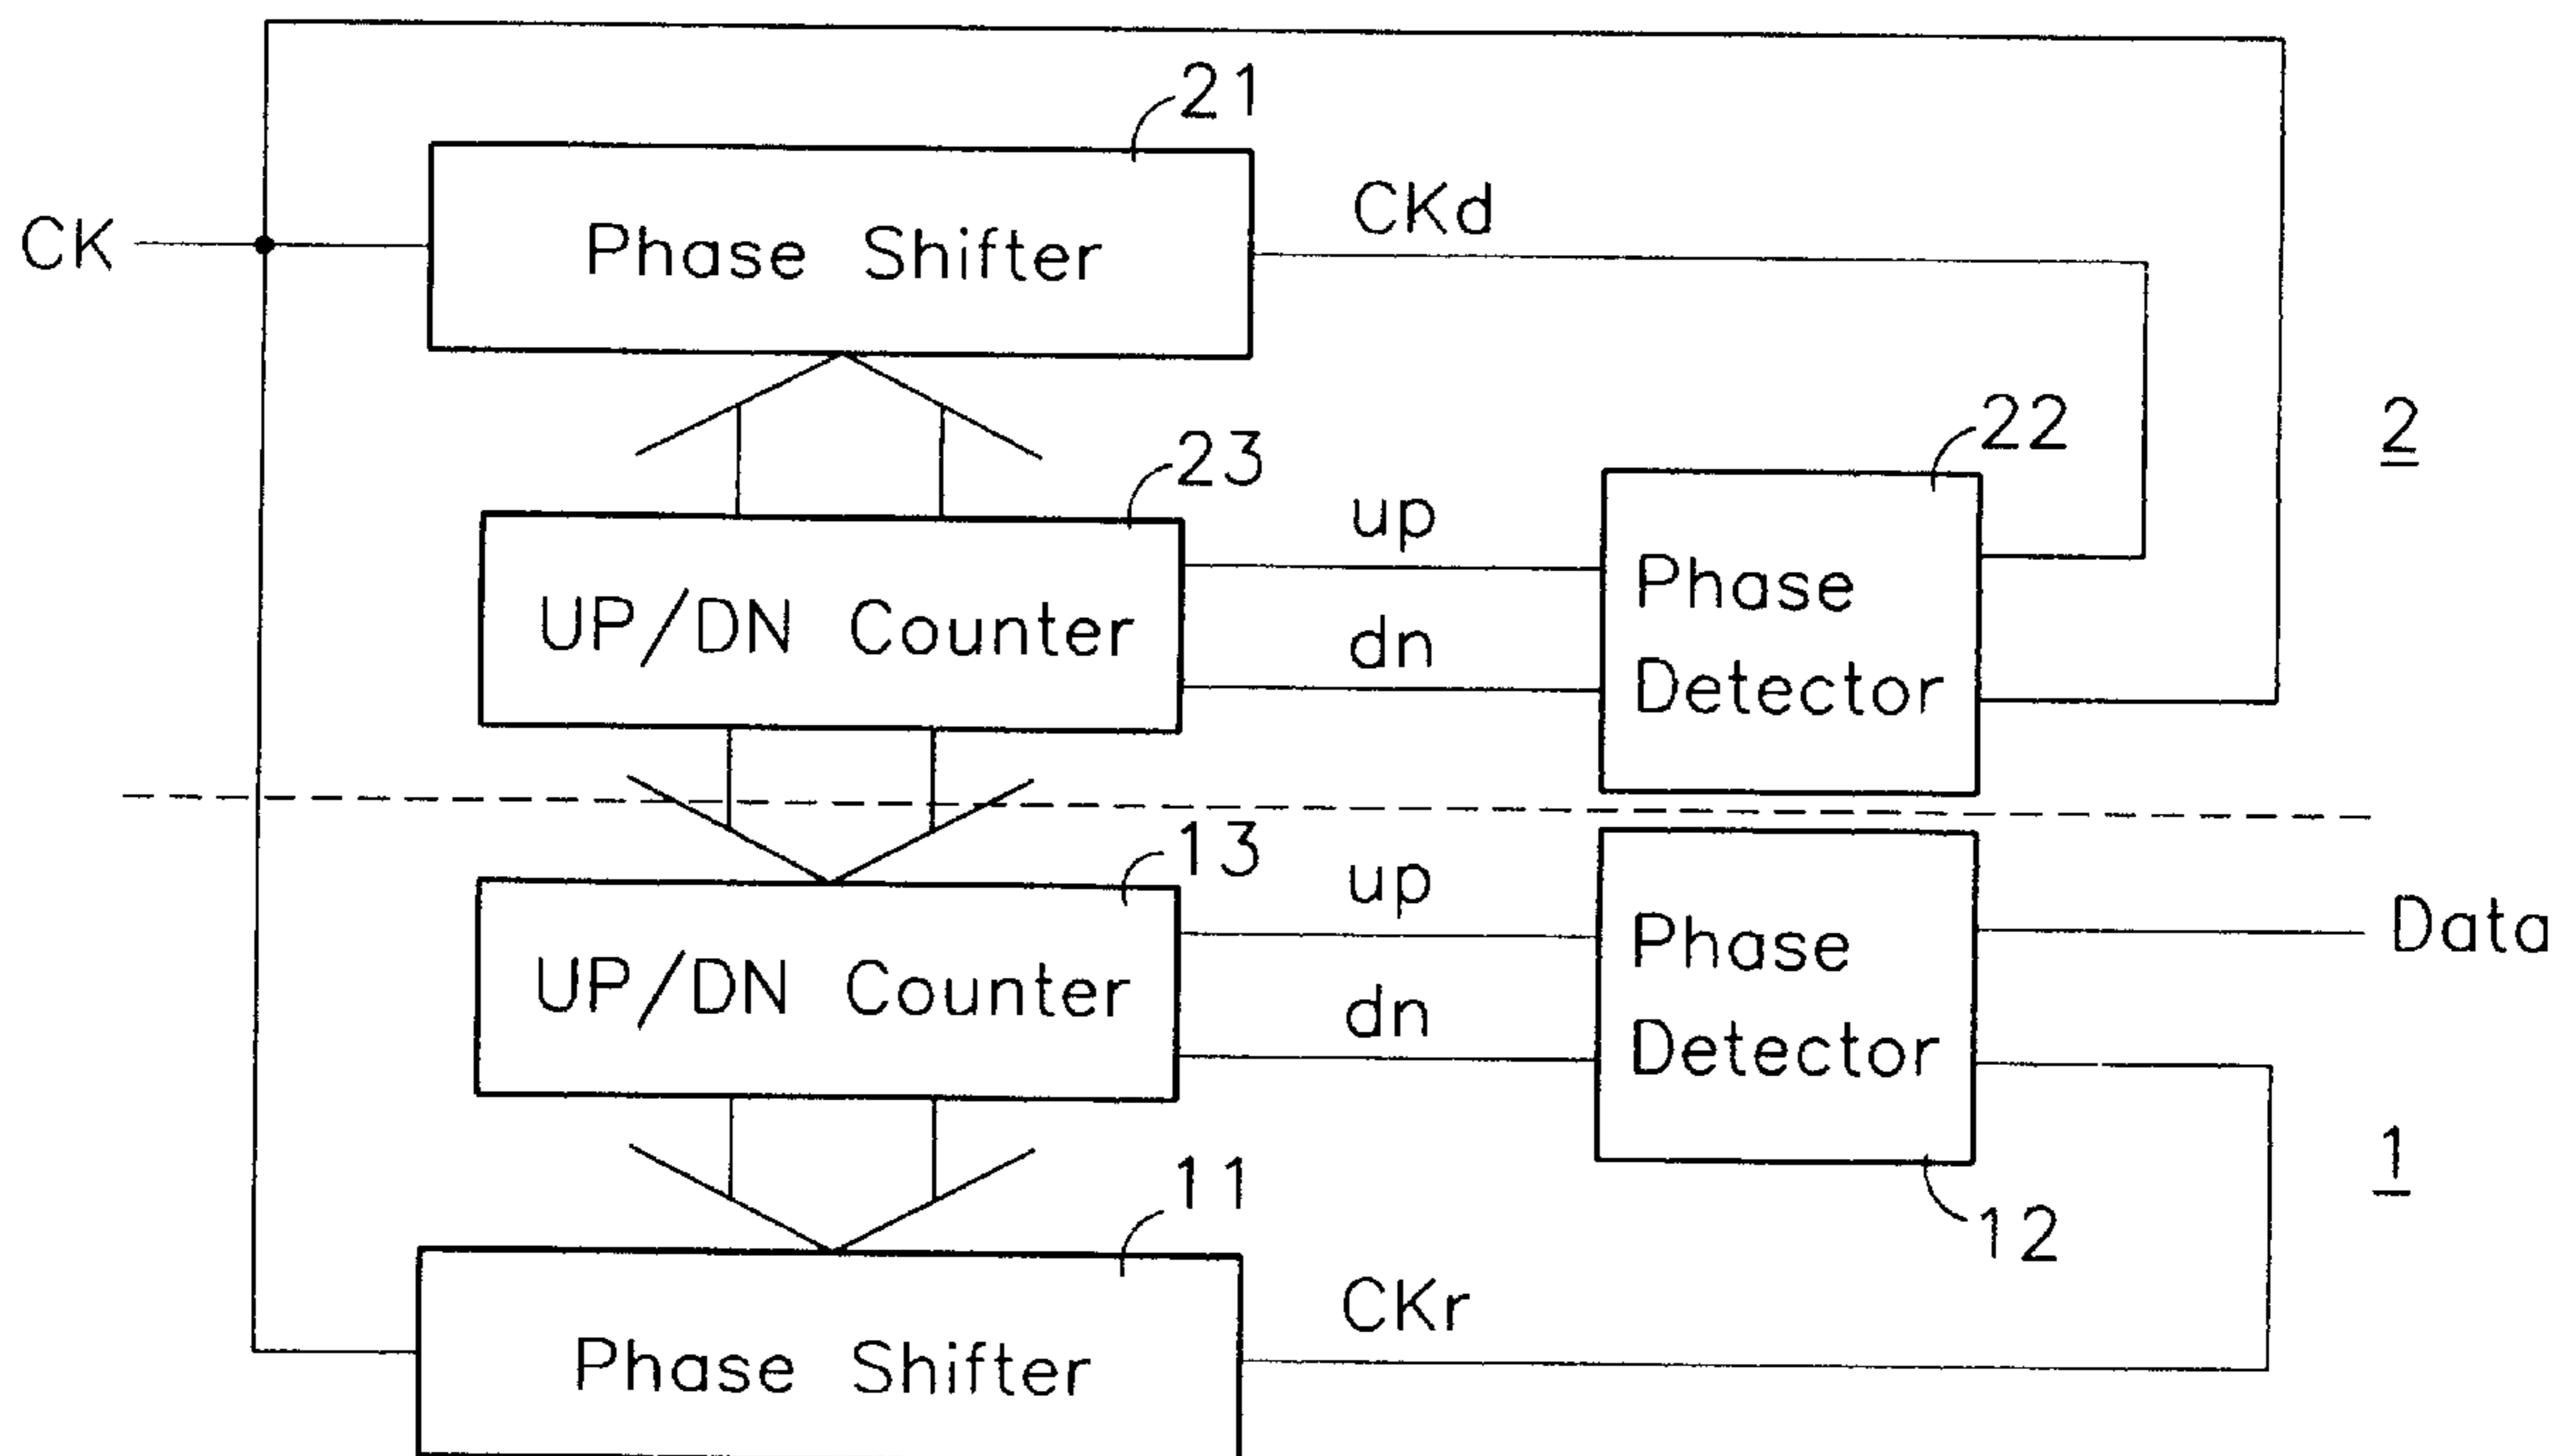 21
CK
Phase Shifter
CKd
23
22
2
up
UP/DN Counter
dn
Phase
Detector
13
up
UP/DN Counter
dn
Phase
Detector
Data
11
12
1
Phase Shifter
CKr